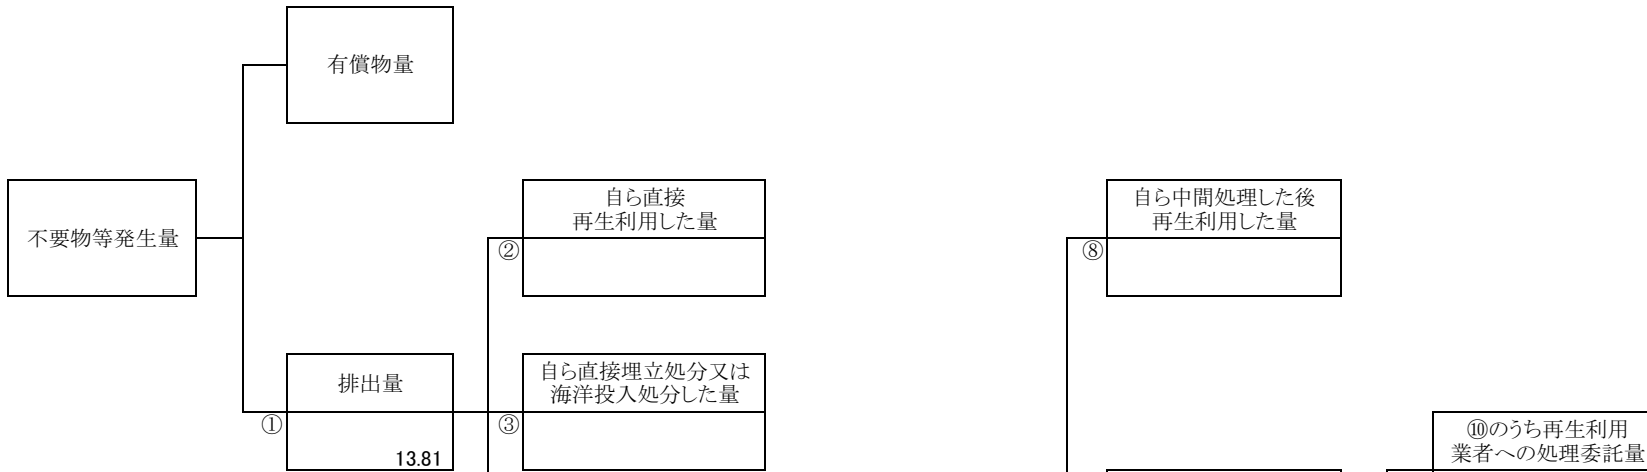 有償物量
不要物等発生量
自ら直接
再生利用した量
②
自ら中間処理した後
再生利用した量
⑧
排出量
①
13.81
自ら直接埋立処分又は
海洋投入処分した量
③
⑩のうち再生利用
業者への処理委託量